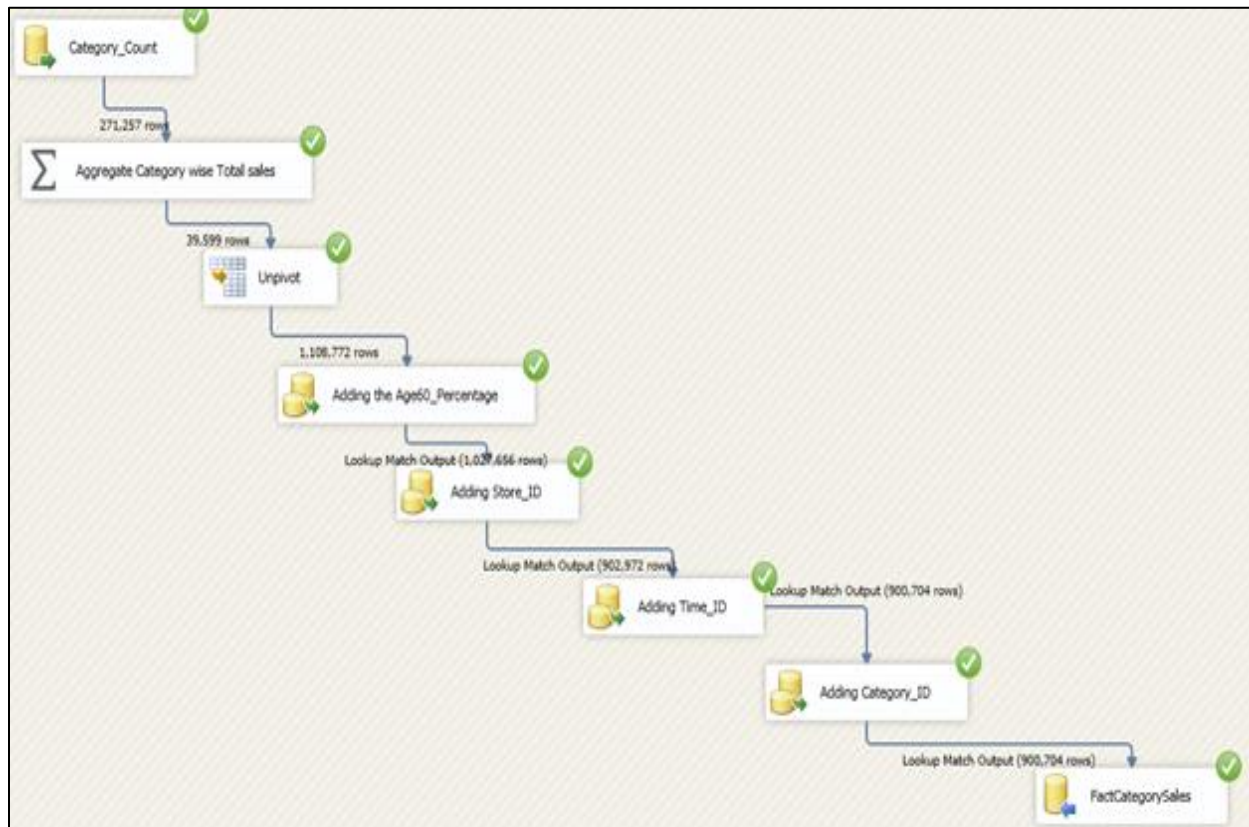 Category_Count
271,257 rows
Aggregate Category wise Total sales
39,599 rows
Unpivot
1,108,772 rows
Adding the Age60_Percentage
Lookup Match Output (1,027,656 rows)
Adding Store_ID
Lookup Match Output (902,972 rows)
Adding Time_ID
Lookup Match Output (900,704 rows)
Adding Category_ID
Lookup Match Output (900,704 rows)
FactCategorySales